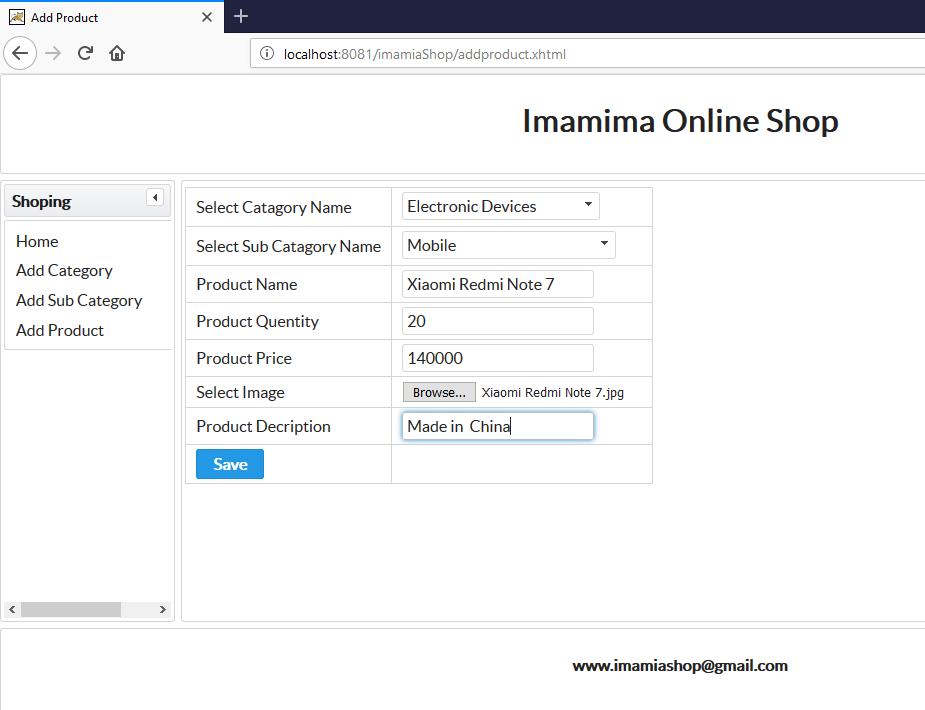 Add Product
localhost:8081/imamiaShop/addproduct.xhtml
Imamima Online Shop
Shoping
Home
Add Category
Add Sub Category
Add Product
Select Catagory Name Electronic Devices
Select Sub Catagory Name Mobile
Product Name Xiaomi Redmi Note 7
Product Quentity 20
Product Price 140000
Select Image Browse... Xiaomi Redmi Note 7.jpg
Product Decription Made in China
Save
www.imamiashop@gmail.com